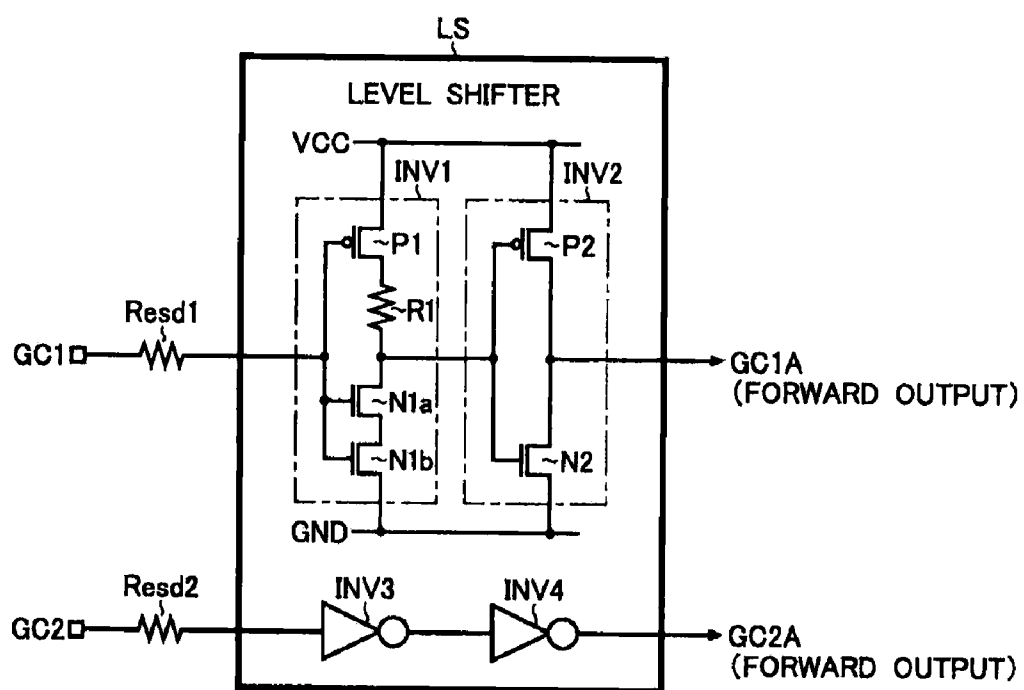 LS
LEVEL SHIFTER
VCC
INV1
INV2
P1
P2
R1
Resd1
GC1
GC1A
(FORWARD OUTPUT)
N1a
N1b
N2
GND
Resd2
INV3
INV4
GC2
GC2A
(FORWARD OUTPUT)